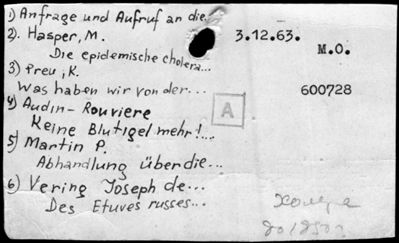 1) Anfrage und Aufruf an die...
2). Hasper, M.
Die epidemische cholera...
3) Preu, K.
Was haben wir von der...
4) Audin-Rouviere
Keine Blutigel mehr!...
5) Martin P.
Abhandlung über die...
6) Vering Joseph de...
Des Etuves russes...
3.12.63.
M.O.
600728
A
Холера